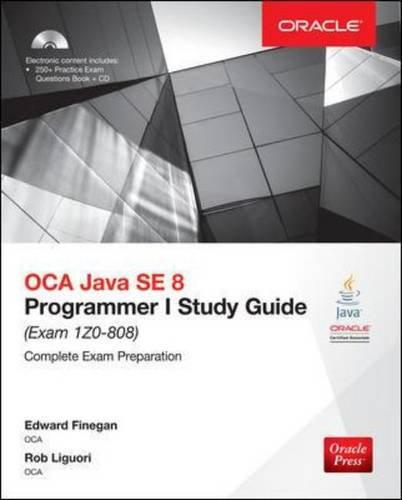 ORACLE
Electronic content includes:
• 250+ Practice Exam
Questions Book + CD
OCA Java SE 8
Programmer I Study Guide
(Exam 1Z0-808)
Complete Exam Preparation
Java
ORACLE
Certified Associate
Edward Finegan
OCA
Rob Liguori
OCA
Oracle
Press